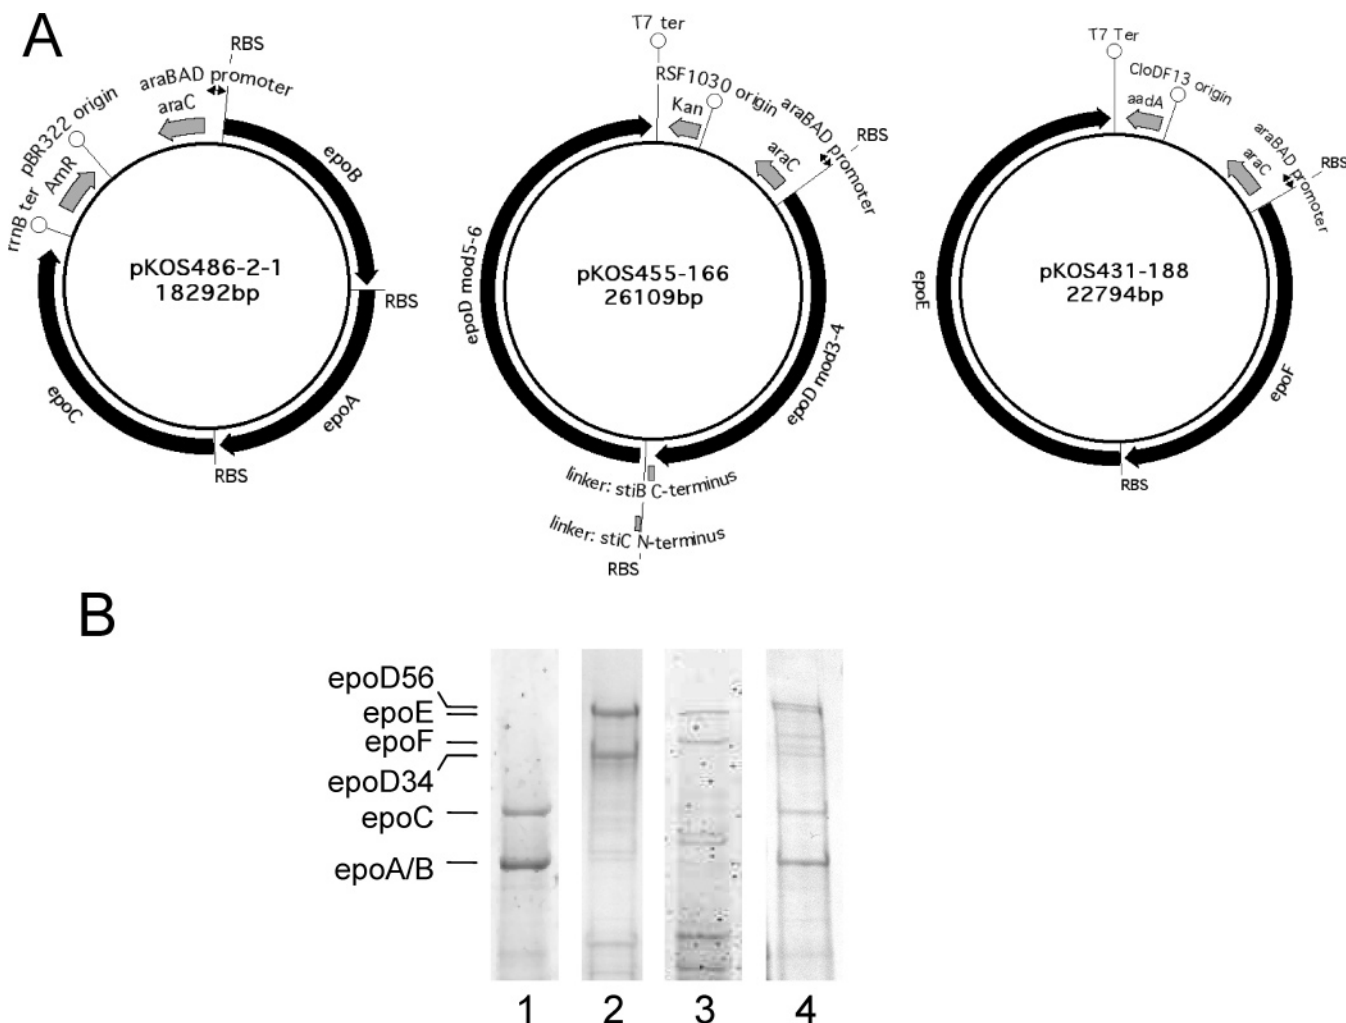 A
RBS
araBAD promoter
araC
pBR322 origin
AmR
rrnB ter
epoB
pKOS486-2-1
18292bp
RBS
epoC
epoA
RBS
T7 ter
RSF1030 origin
Kan
araBAD promoter
RBS
araC
epoD mod5-6
pKOS455-166
26109bp
epoD mod3-4
linker: stiB C-terminus
linker: stiC N-terminus
RBS
T7 Ter
CloDF13 origin
aadA
araBAD promoter
RBS
araC
epoE
pKOS431-188
22794bp
epoF
RBS
B
epoD56
epoE
epoF
epoD34
epoC
epoA/B
1 2 3 4